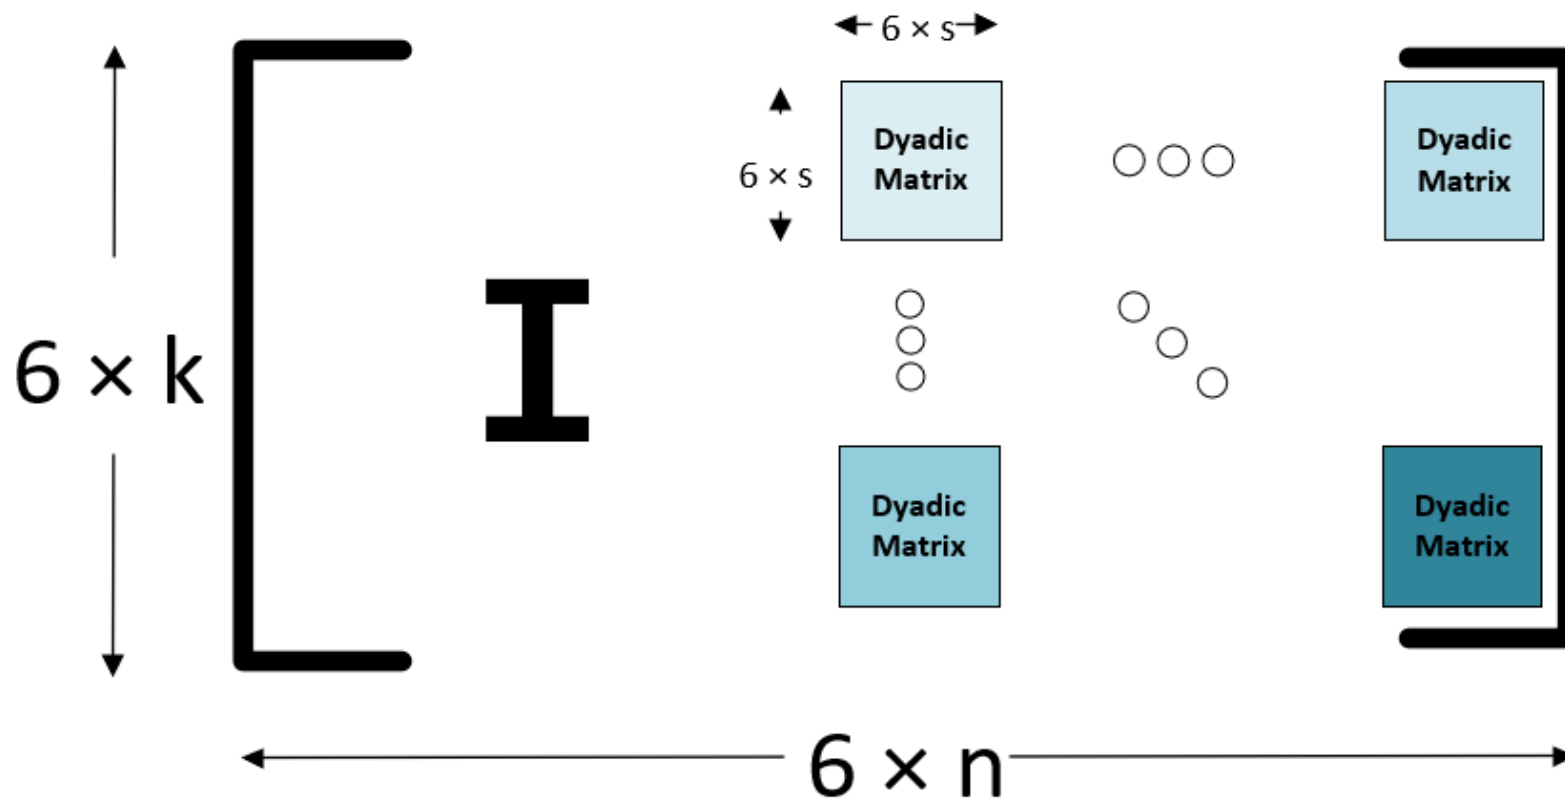 6 × s
Dyadic
Matrix
Dyadic
Matrix
6 × s
I
6 × k
Dyadic
Matrix
Dyadic
Matrix
6 × n